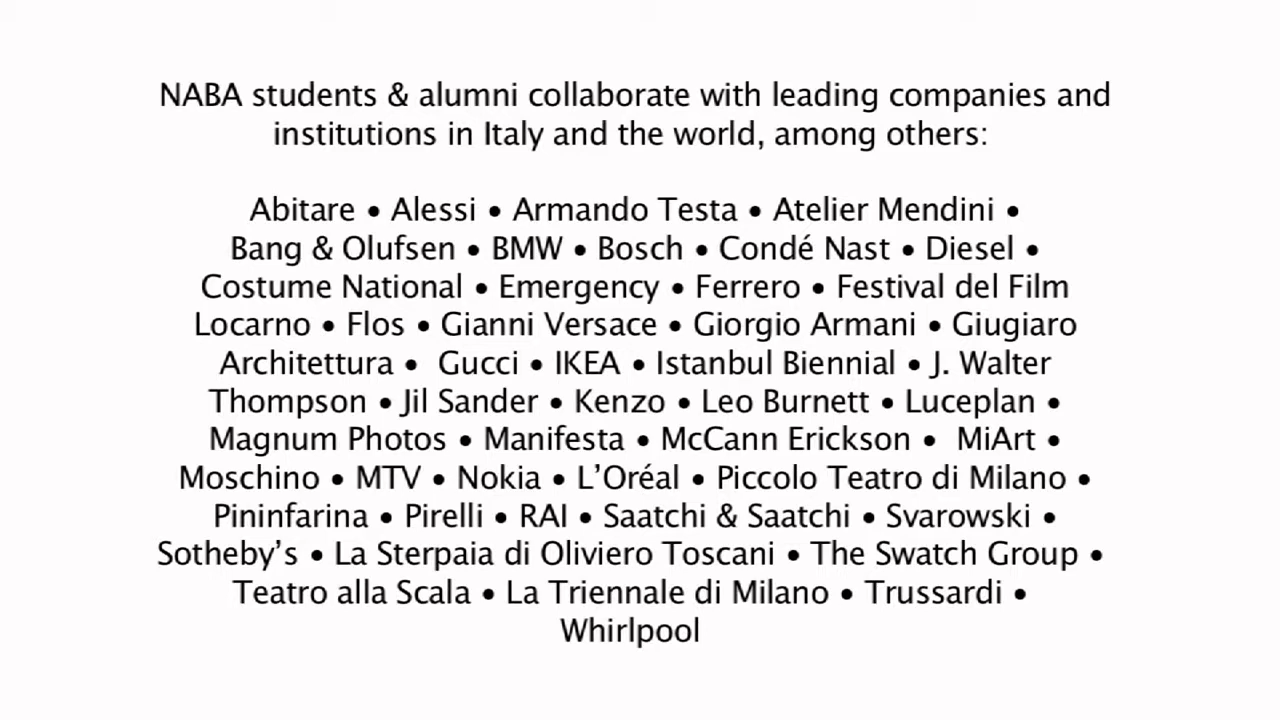 NABA students & alumni collaborate with leading companies and
institutions in Italy and the world, among others:
Abitare • Alessi • Armando Testa • Atelier Mendini •
Bang & Olufsen • BMW • Bosch • Condé Nast • Diesel •
Costume National • Emergency • Ferrero • Festival del Film
Locarno • Flos • Gianni Versace • Giorgio Armani • Giugiaro
Architettura • Gucci • IKEA • Istanbul Biennial • J. Walter
Thompson • Jil Sander • Kenzo • Leo Burnett • Luceplan •
Magnum Photos • Manifesta • McCann Erickson • MiArt •
Moschino • MTV • Nokia • L’Oréal • Piccolo Teatro di Milano •
Pininfarina • Pirelli • RAI • Saatchi & Saatchi • Svarowski •
Sotheby’s • La Sterpaia di Oliviero Toscani • The Swatch Group •
Teatro alla Scala • La Triennale di Milano • Trussardi •
Whirlpool